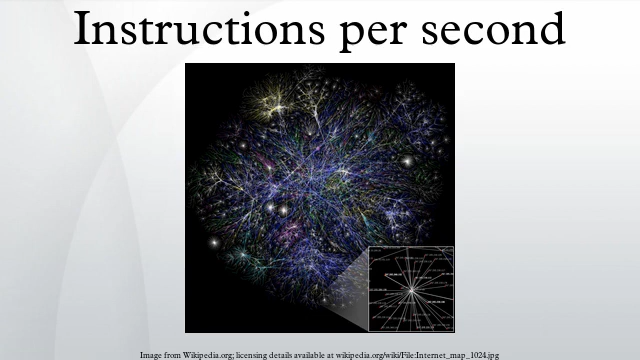 Instructions per second
Image from Wikipedia.org; licensing details available at wikipedia.org/wiki/File:Internet_map_1024.jpg